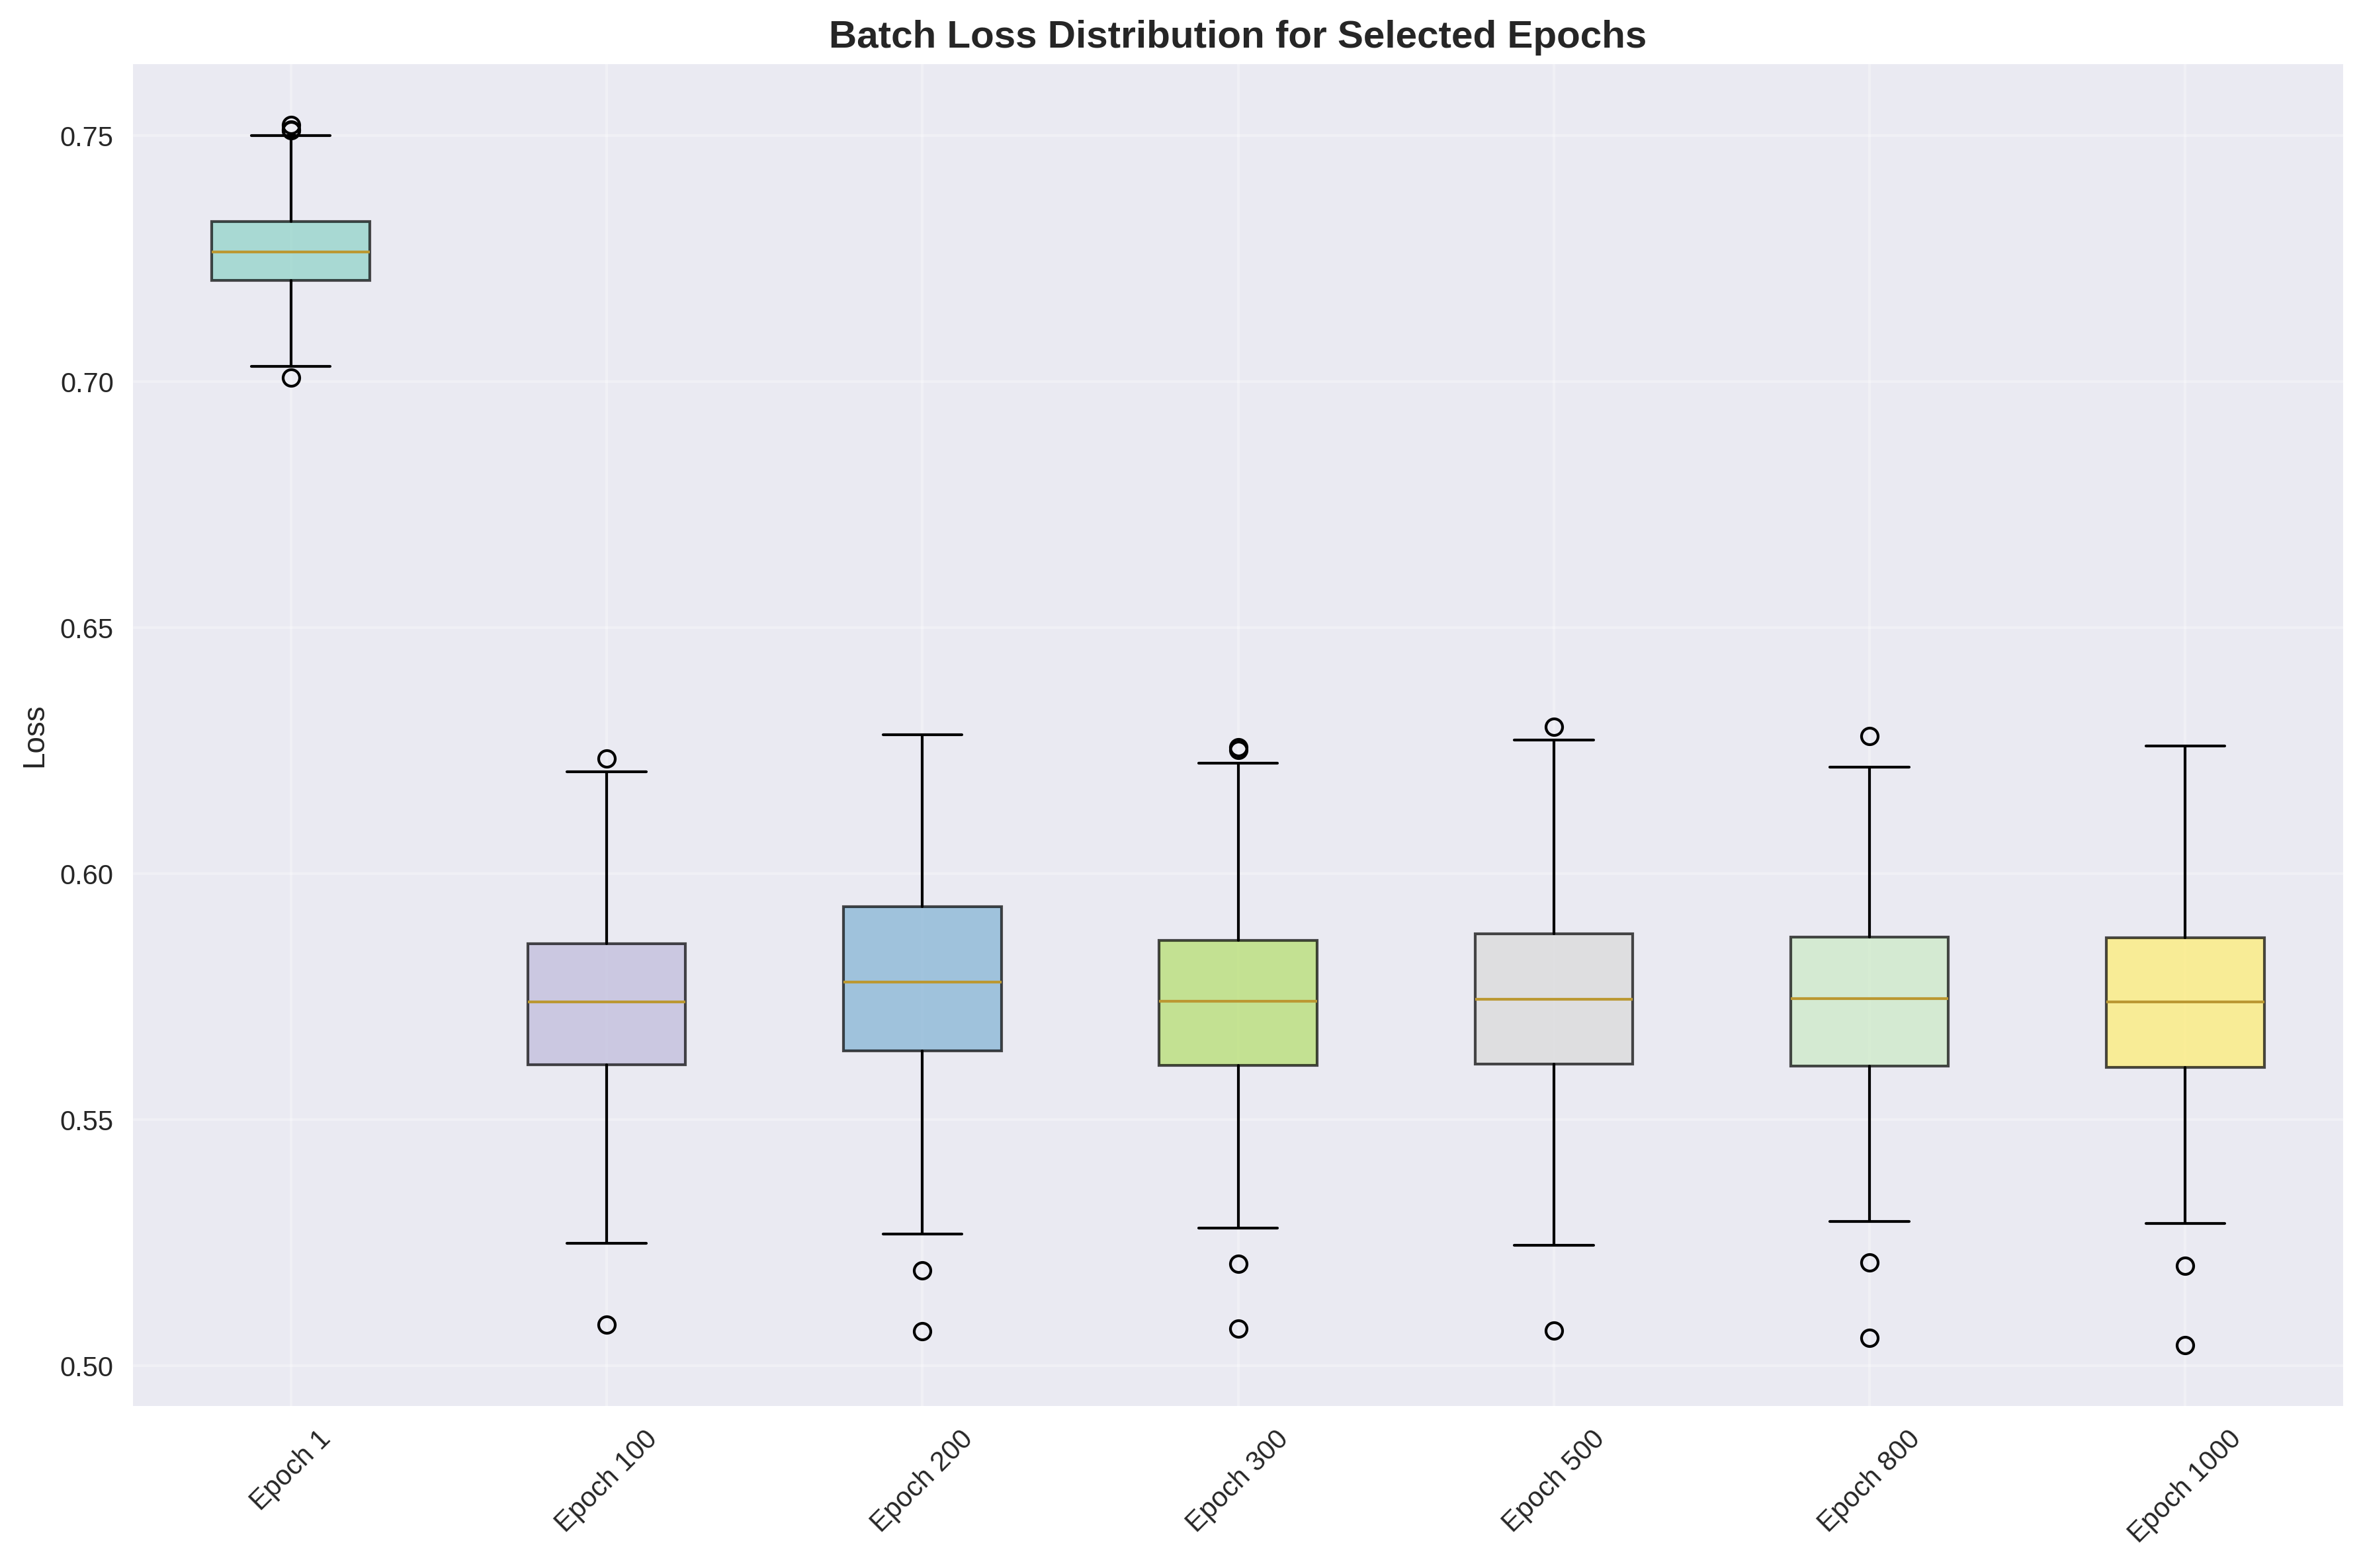 Batch Loss Distribution for Selected Epochs
Loss
0.75
0.70
0.65
0.60
0.55
0.50
Epoch 1
Epoch 100
Epoch 200
Epoch 300
Epoch 500
Epoch 800
Epoch 1000